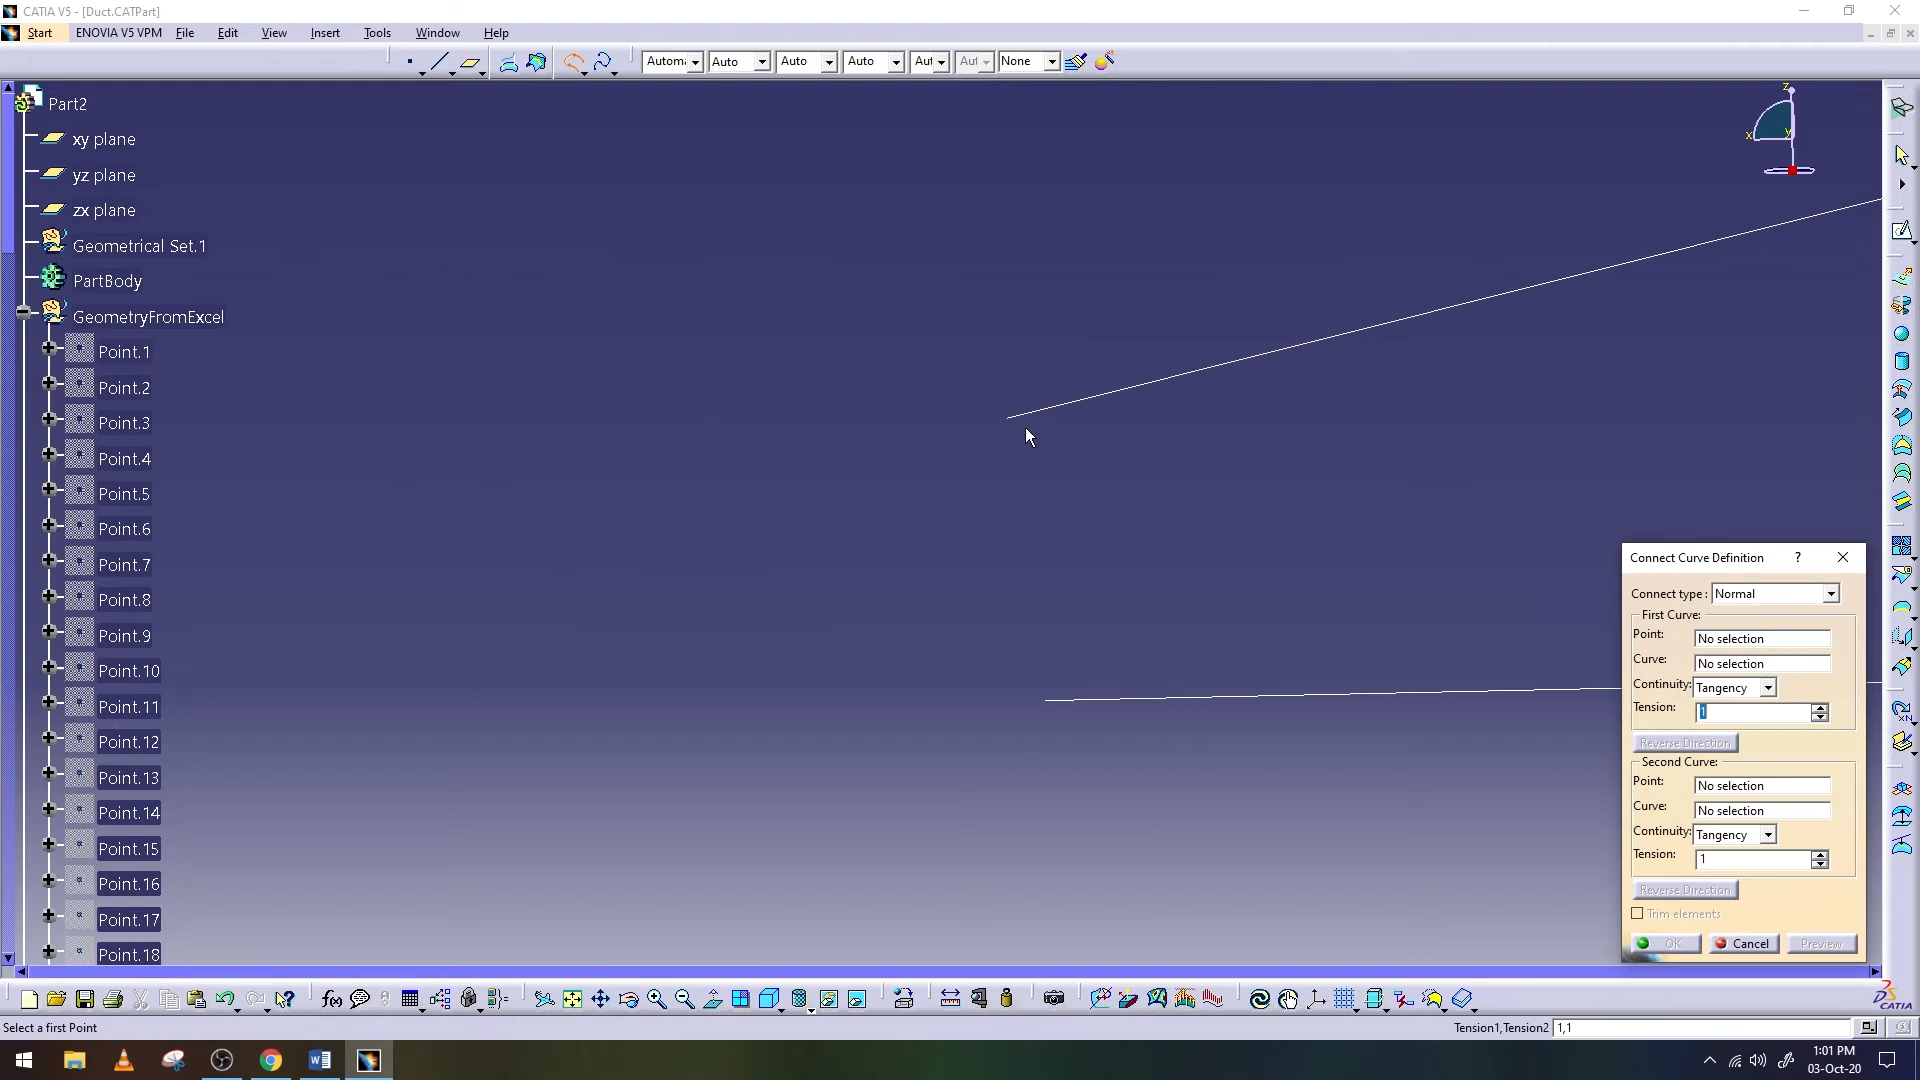 CATIA V5 - [Duct.CATPart]
Start ENOVIA V5 VPM File Edit View Insert Tools Window Help
Auto Auto Auto None
Part2
xy plane
yz plane
zx plane
Geometrical Set.1
PartBody
GeometryFromExcel
Point.1
Point.2
Point.3
Point.4
Point.5
Point.6
Point.7
Point.8
Point.9
Point.10
Point.11
Point.12
Point.13
Point.14
Point.15
Point.16
Point.17
Point.18
z
x y
Connect Curve Definition ?
Connect type : Normal
First Curve:
Point: No selection
Curve: No selection
Continuity: Tangency
Tension: 1
Reverse Direction
Second Curve:
Point: No selection
Curve: No selection
Continuity: Tangency
Tension: 1
Reverse Direction
Trim elements
OK Cancel Preview
f(x)
CATIA
Select a first Point Tension1,Tension2 1,1
1:01 PM
03-Oct-20